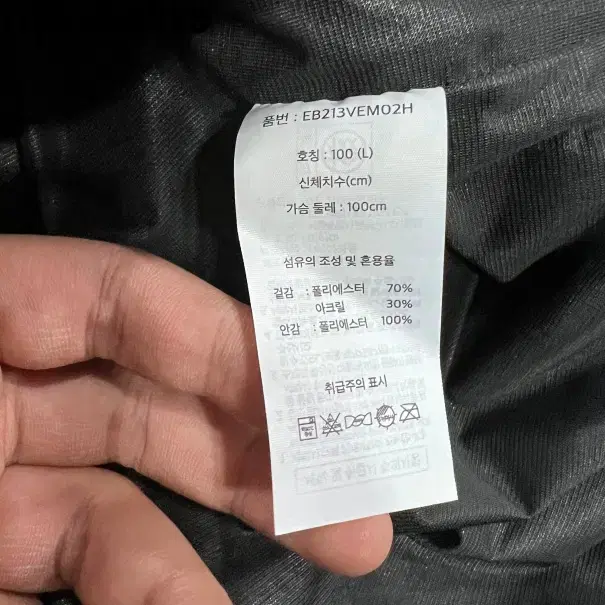 품번 : EB213VEM02H
호칭 : 100 (L)
신체치수(cm)
가슴 둘레 : 100cm
섬유의 조성 및 혼용율
겉감 : 폴리에스터 70%
아크릴 30%
안감 : 폴리에스터 100%
취급주의 표시